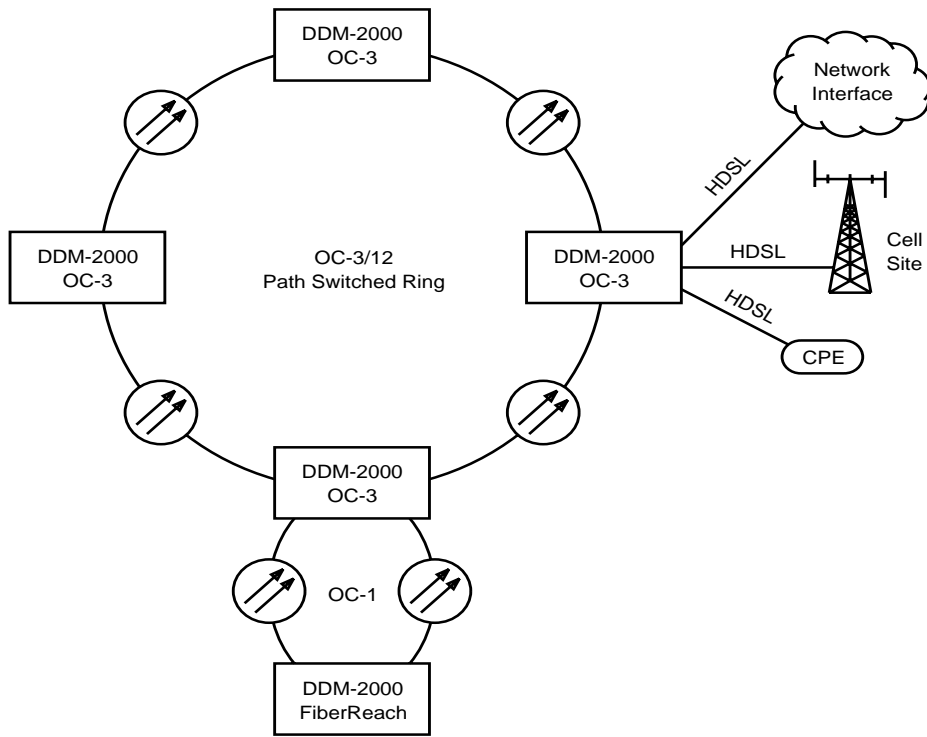 DDM-2000
OC-3
Network
Interface
HDSL
DDM-2000
OC-3
OC-3/12
Path Switched Ring
DDM-2000
OC-3
HDSL
Cell
Site
HDSL
CPE
DDM-2000
OC-3
OC-1
DDM-2000
FiberReach